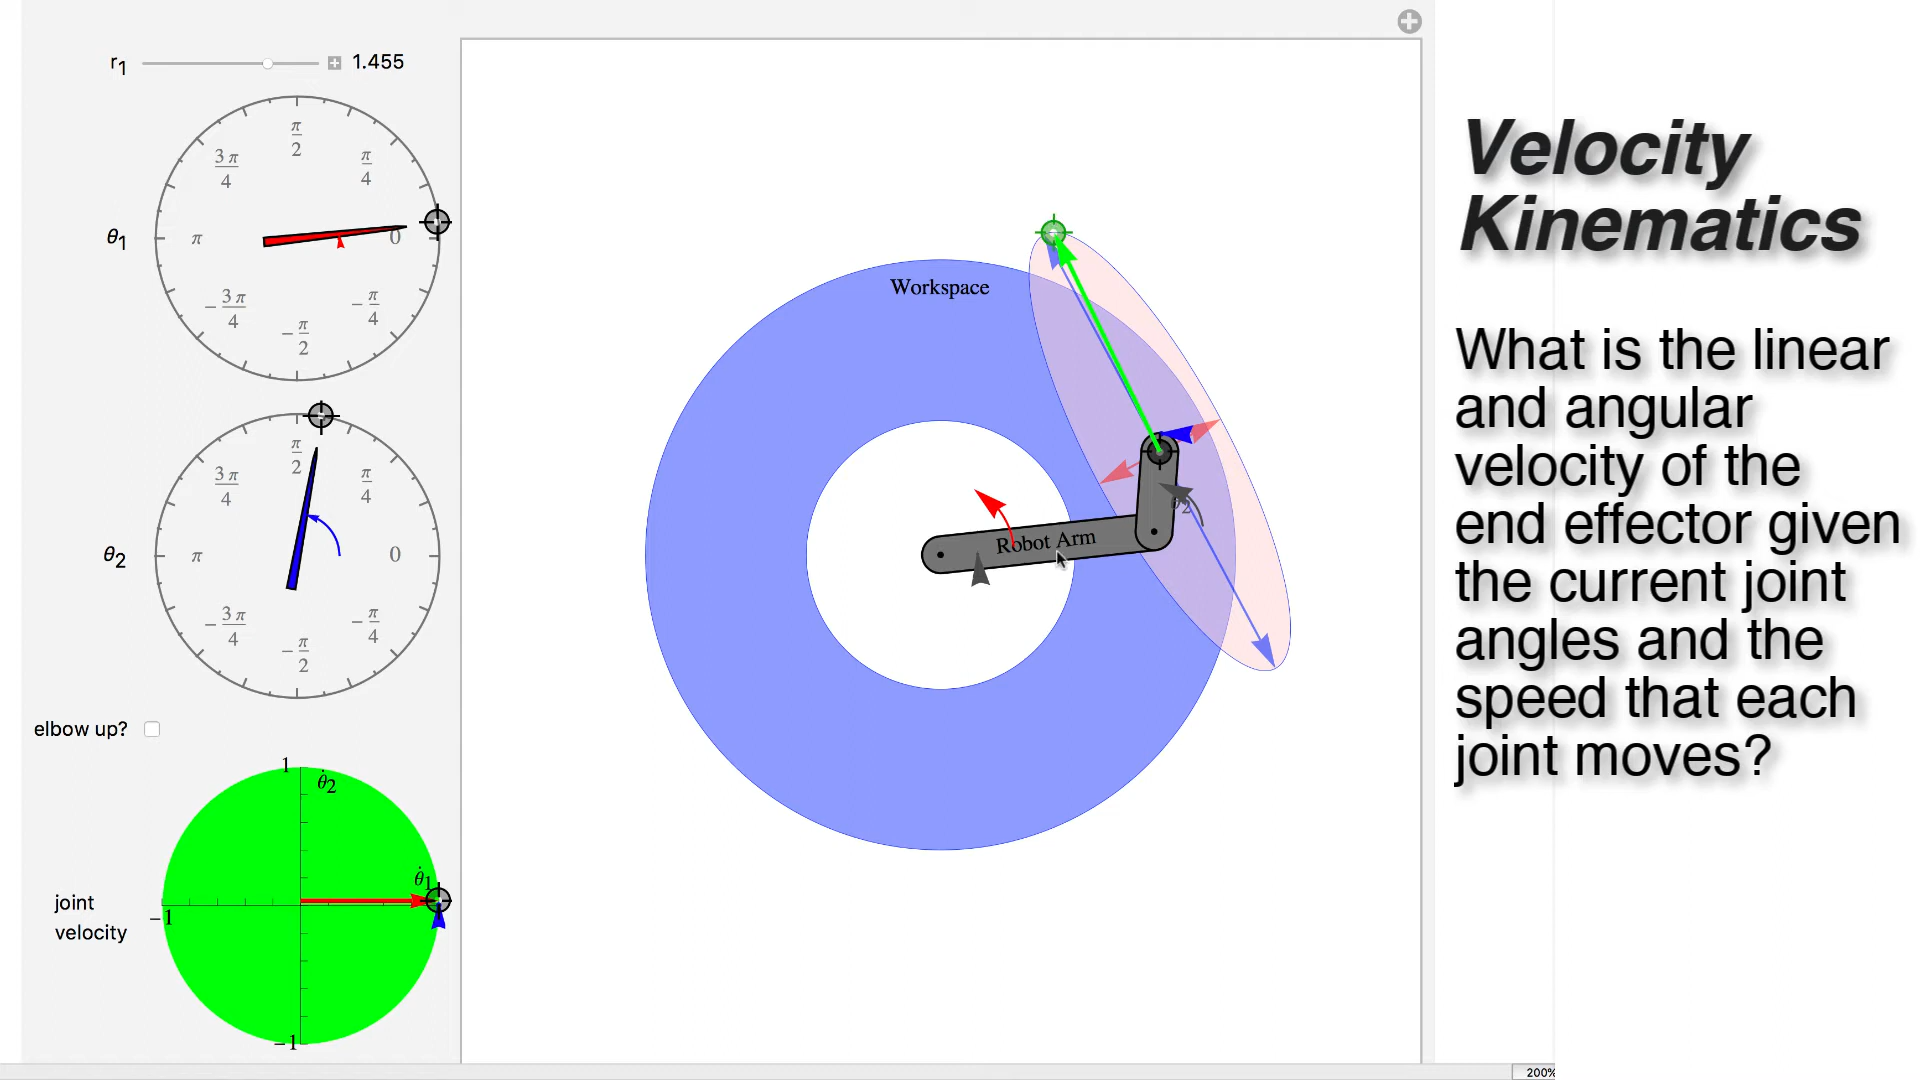 r1
1.455
π/2
3π/4
π/4
θ1
π
0
-3π/4
-π/4
-π/2
π/2
3π/4
π/4
θ2
π
0
-3π/4
-π/4
-π/2
elbow up?
1
θ̇2
θ̇1
joint
velocity
-1
-1
Workspace
Robot Arm
θ2
Velocity
Kinematics
What is the linear
and angular
velocity of the
end effector given
the current joint
angles and the
speed that each
joint moves?
200%